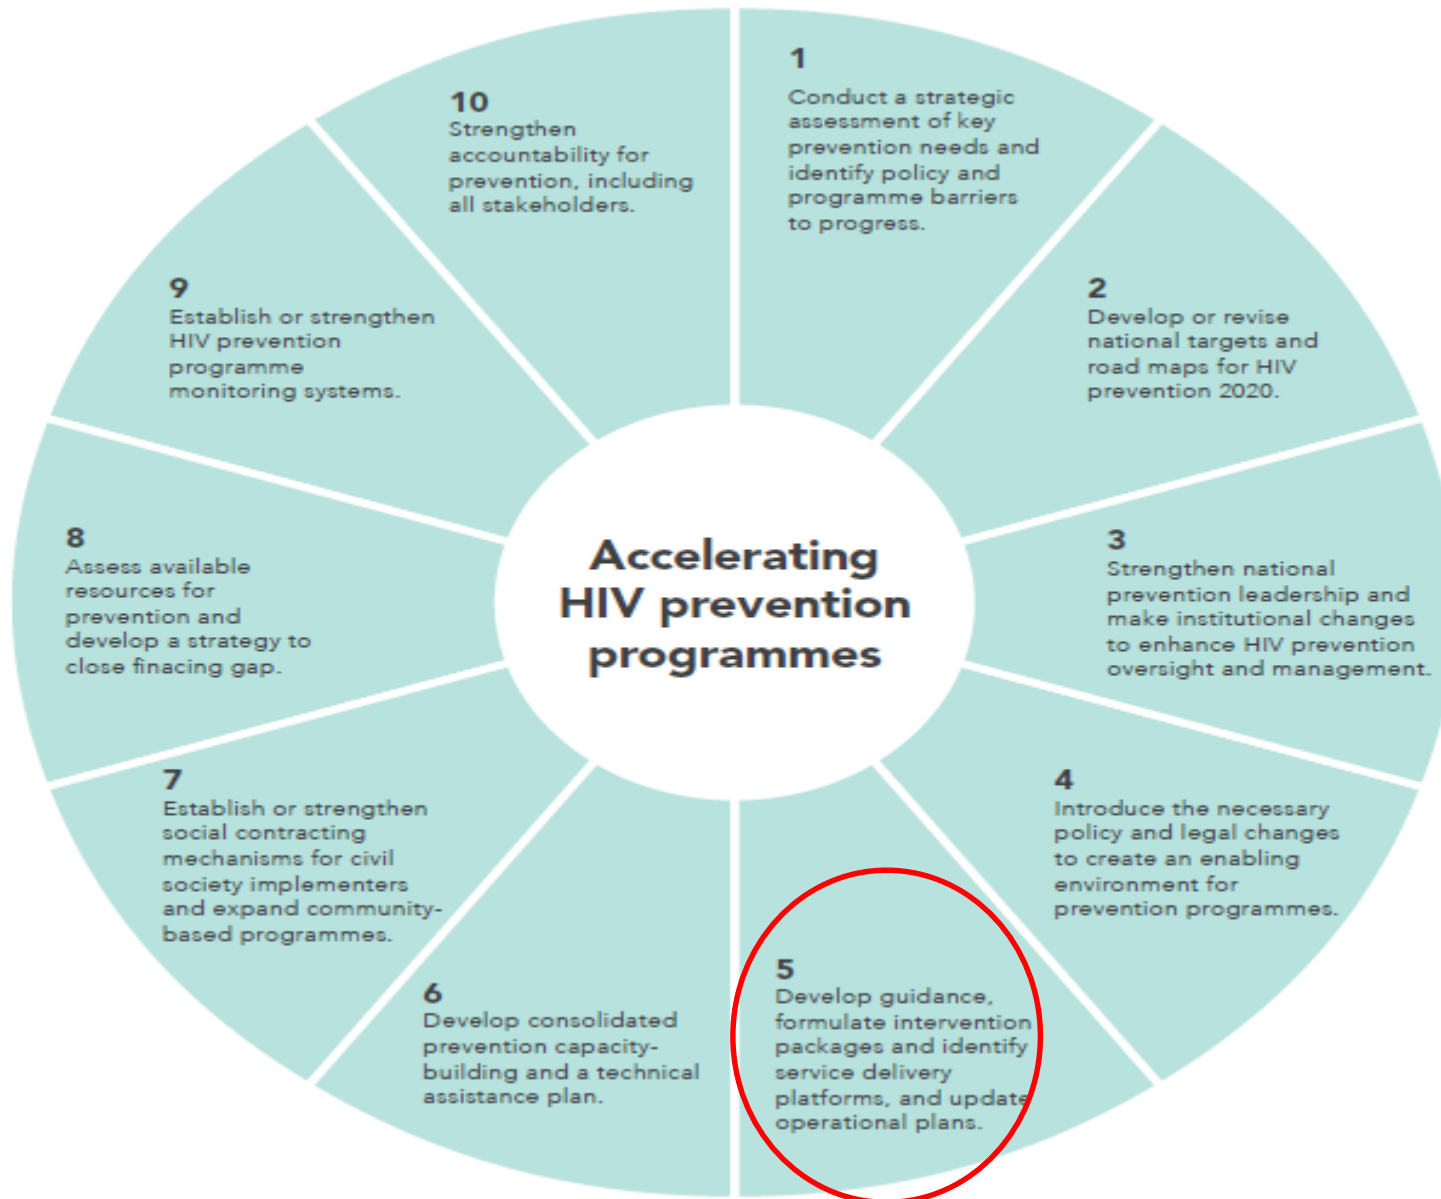 Accelerating
HIV prevention
programmes
1
Conduct a strategic
assessment of key
prevention needs and
identify policy and
programme barriers
to progress.
2
Develop or revise
national targets and
road maps for HIV
prevention 2020.
3
Strengthen national
prevention leadership and
make institutional changes
to enhance HIV prevention
oversight and management.
4
Introduce the necessary
policy and legal changes
to create an enabling
environment for
prevention programmes.
5
Develop guidance,
formulate intervention
packages and identify
service delivery
platforms, and update
operational plans.
6
Develop consolidated
prevention capacity-
building and a technical
assistance plan.
7
Establish or strengthen
social contracting
mechanisms for civil
society implementers
and expand community-
based programmes.
8
Assess available
resources for
prevention and
develop a strategy to
close finacing gap.
9
Establish or strengthen
HIV prevention
programme
monitoring systems.
10
Strengthen
accountability for
prevention, including
all stakeholders.